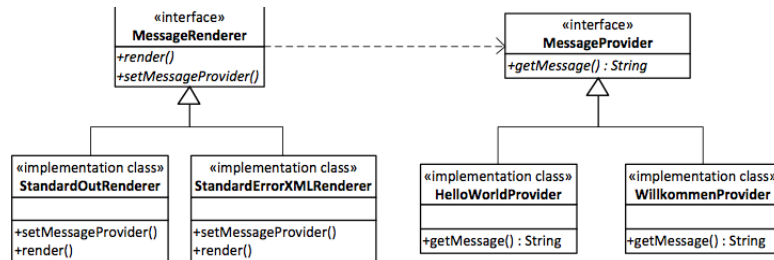 «interface»
MessageRenderer
+render()
+setMessageProvider()
«interface»
MessageProvider
+getMessage() : String
«implementation class»
StandardOutRenderer
+setMessageProvider()
+render()
«implementation class»
StandardErrorXMLRenderer
+setMessageProvider()
+render()
«implementation class»
HelloWorldProvider
+getMessage() : String
«implementation class»
WillkommenProvider
+getMessage() : String